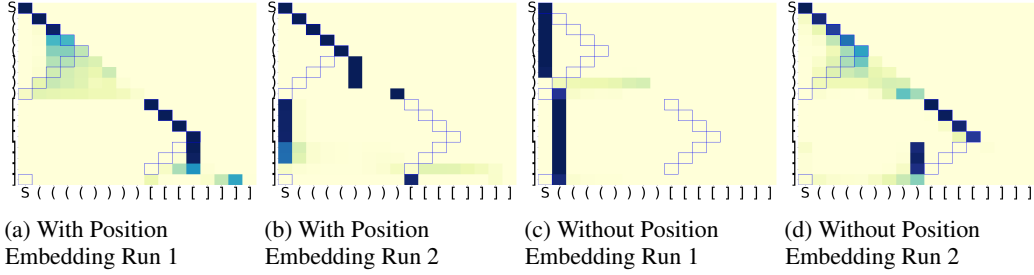 S
S
S
S
S ( ( ( ( ) ) ) ) [ [ [ [ ] ] ] ]
S ( ( ( ( ) ) ) ) [ [ [ [ ] ] ] ]
S ( ( ( ( ) ) ) ) [ [ [ [ ] ] ] ]
S ( ( ( ( ) ) ) ) [ [ [ [ ] ] ] ]
(a) With Position
Embedding Run 1
(b) With Position
Embedding Run 2
(c) Without Position
Embedding Run 1
(d) Without Position
Embedding Run 2